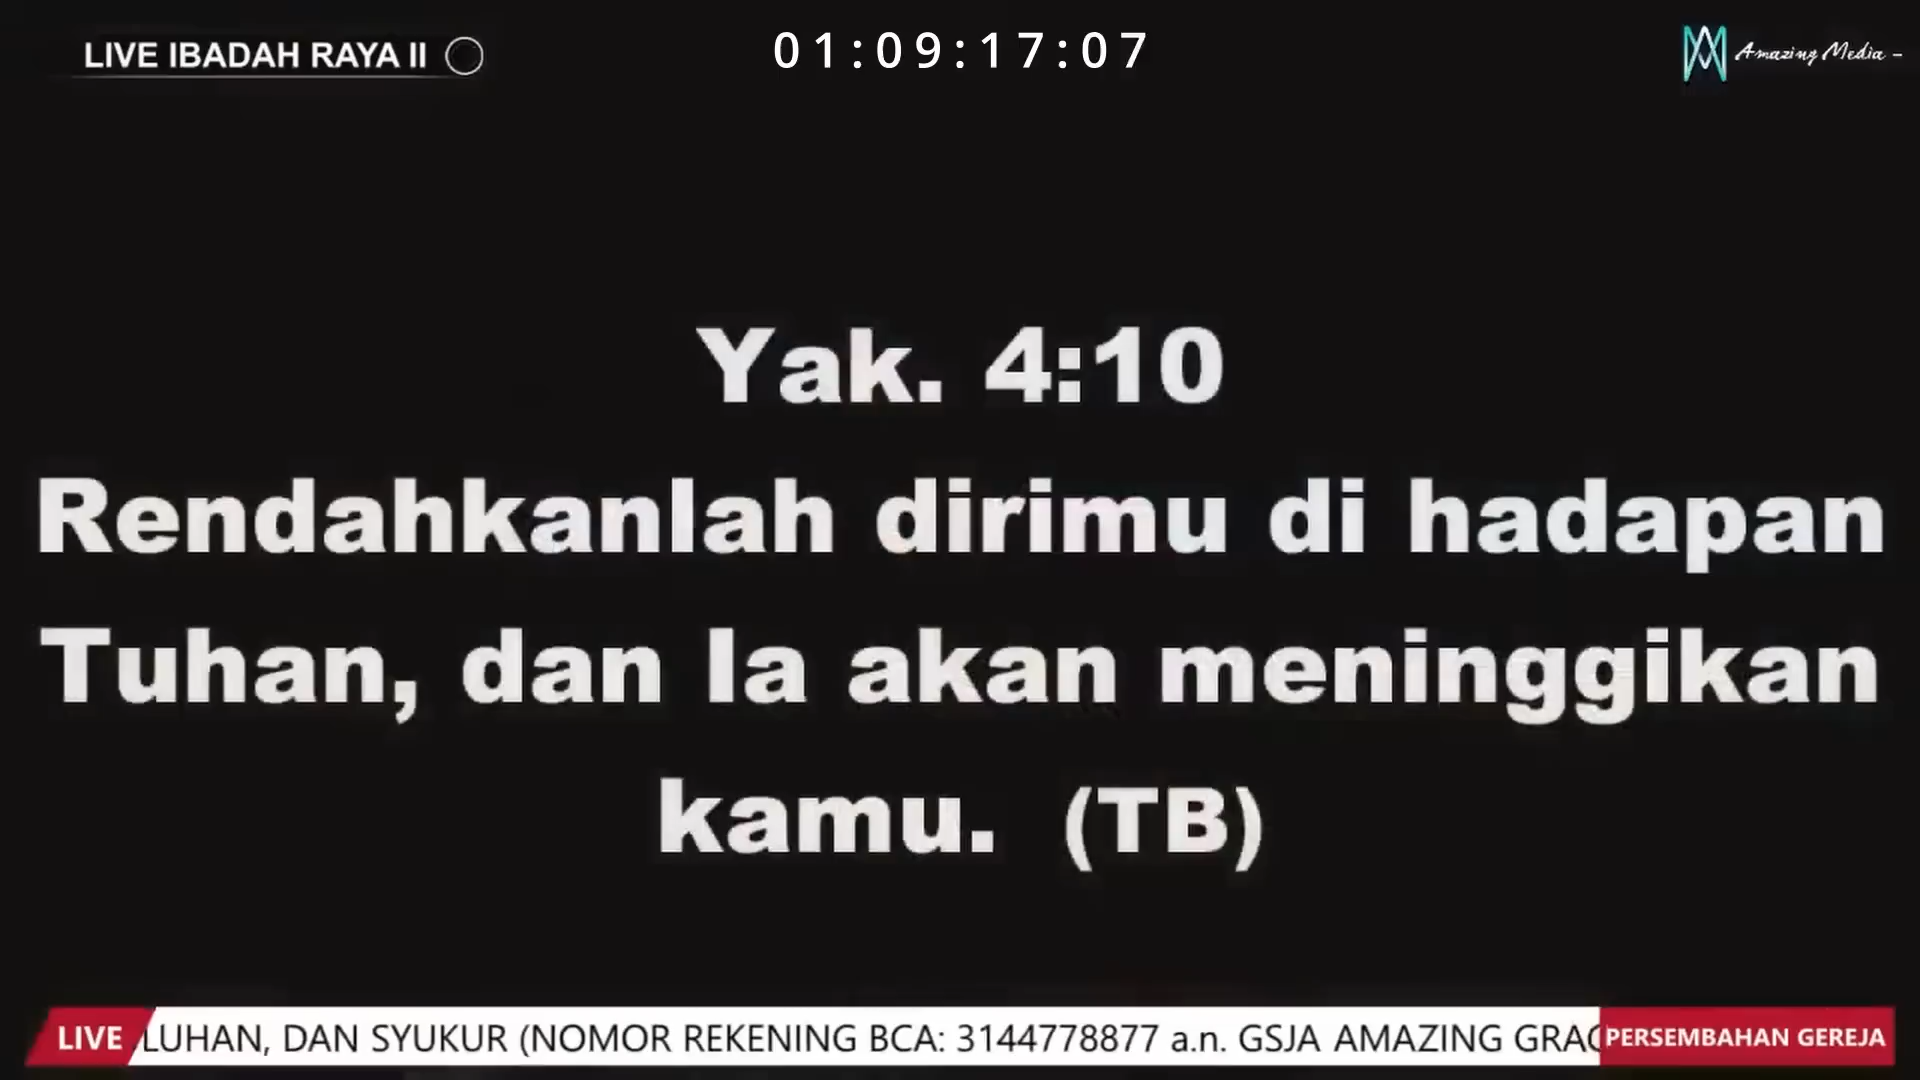 LIVE IBADAH RAYA II
01:09:17:07
Amazing Media -
Yak. 4:10
Rendahkanlah dirimu di hadapan
Tuhan, dan Ia akan meninggikan
kamu. (TB)
LIVE LUHAN, DAN SYUKUR (NOMOR REKENING BCA: 3144778877 a.n. GSJA AMAZING GRAC PERSEMBAHAN GEREJA